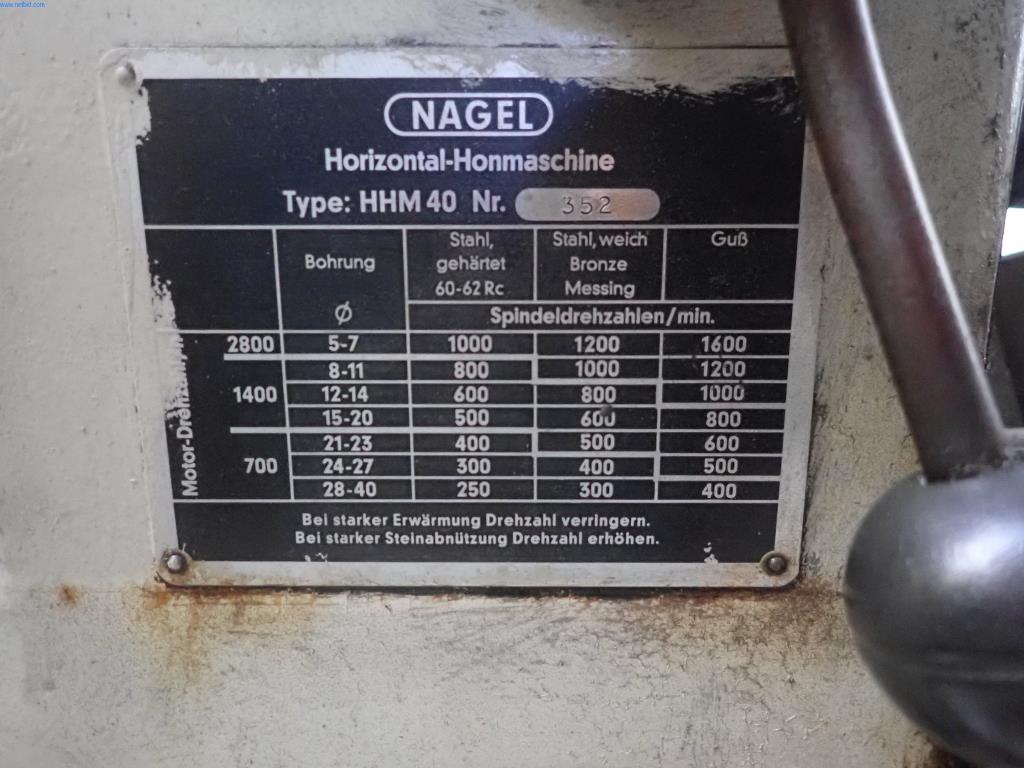 www.netbid.com
NAGEL
Horizontal-Honmaschine
Type: HHM 40 Nr. 352
Bohrung Ø
Stahl, gehärtet 60-62 Rc
Stahl, weich Bronze Messing
Guß
Spindeldrehzahlen/min.
Motor-Drehzahl
2800 5-7 1000 1200 1600
8-11 800 1000 1200
1400 12-14 600 800 1000
15-20 500 600 800
21-23 400 500 600
700 24-27 300 400 500
28-40 250 300 400
Bei starker Erwärmung Drehzahl verringern.
Bei starker Steinabnützung Drehzahl erhöhen.